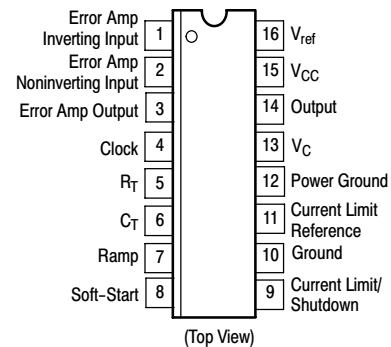 Error Amp
Inverting Input
1
16
Vref
Error Amp
Noninverting Input
2
15
VCC
Error Amp Output
3
14
Output
Clock
4
13
VC
RT
5
12
Power Ground
CT
6
11
Current Limit
Reference
Ramp
7
10
Ground
Soft-Start
8
9
Current Limit/
Shutdown
(Top View)